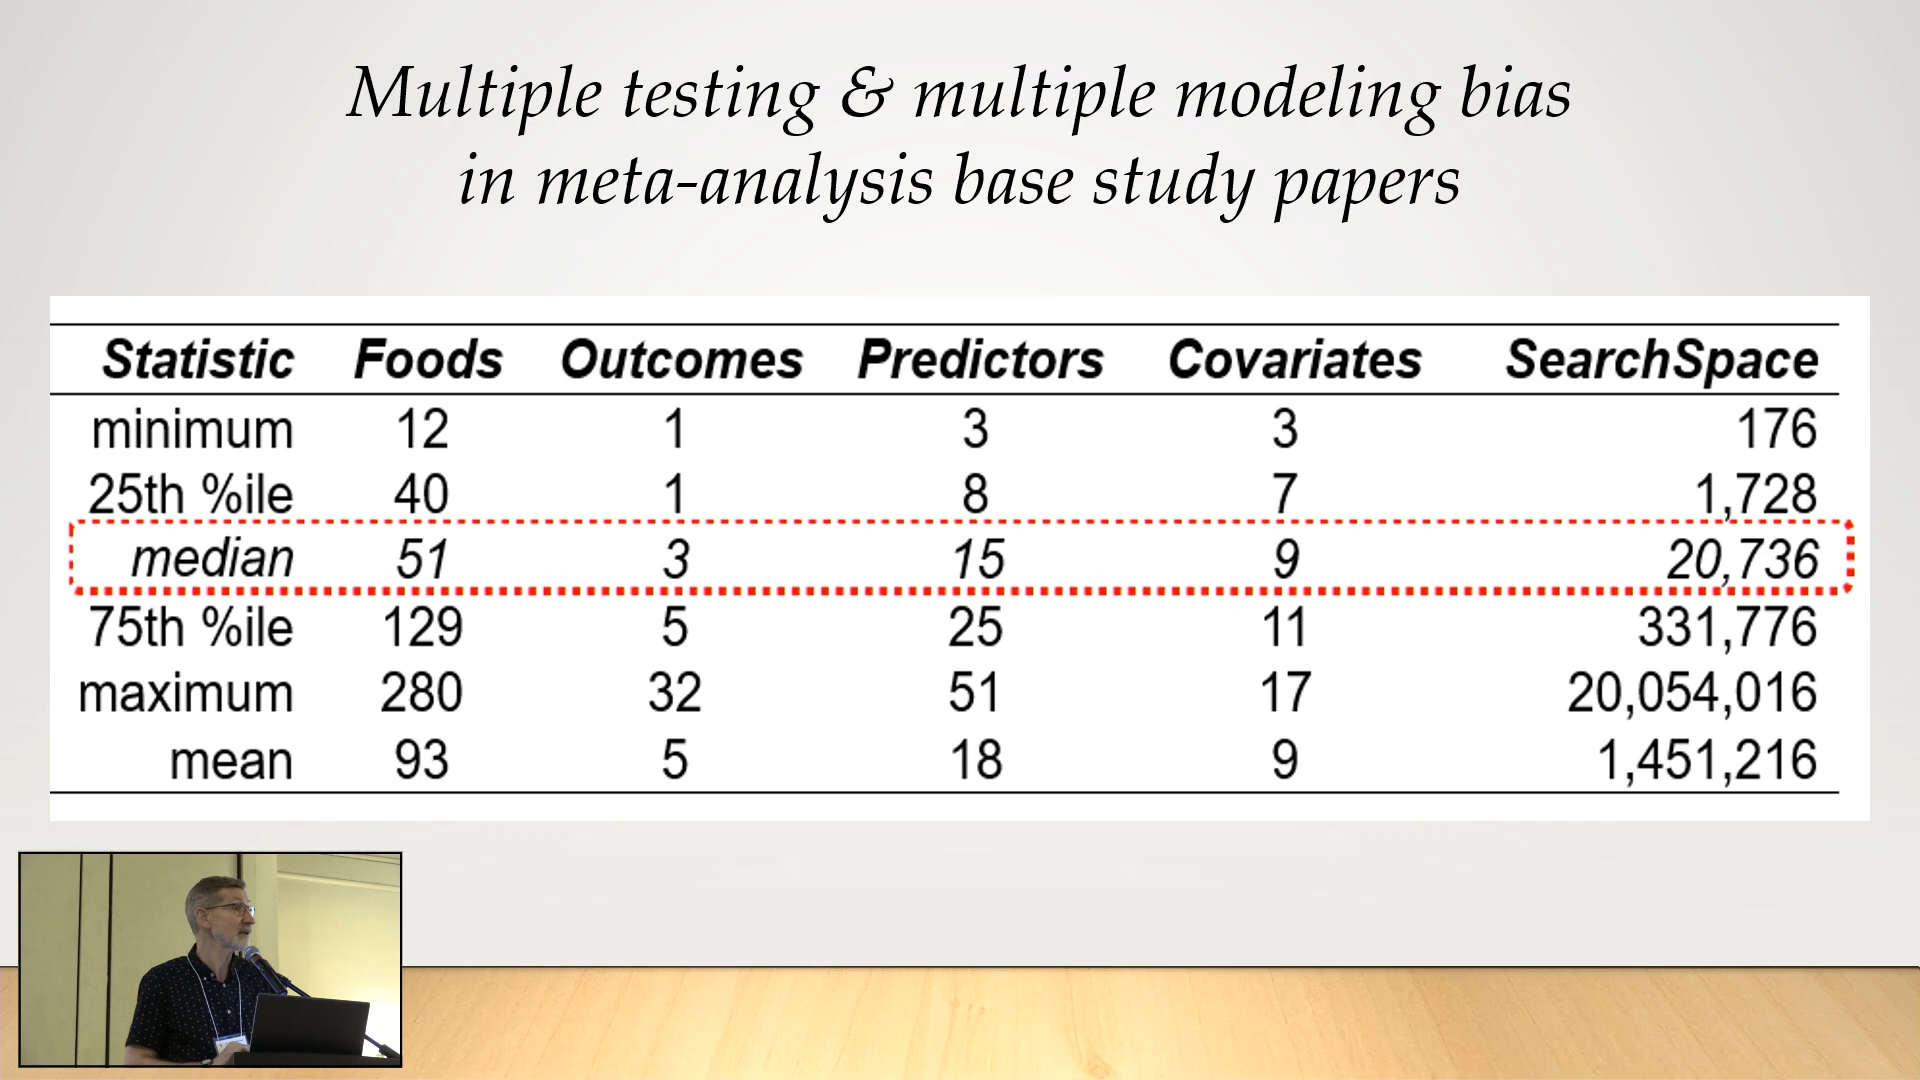 Multiple testing & multiple modeling bias
in meta-analysis base study papers
Statistic Foods Outcomes Predictors Covariates SearchSpace
minimum 12 1 3 3 176
25th %ile 40 1 8 7 1,728
median 51 3 15 9 20,736
75th %ile 129 5 25 11 331,776
maximum 280 32 51 17 20,054,016
mean 93 5 18 9 1,451,216